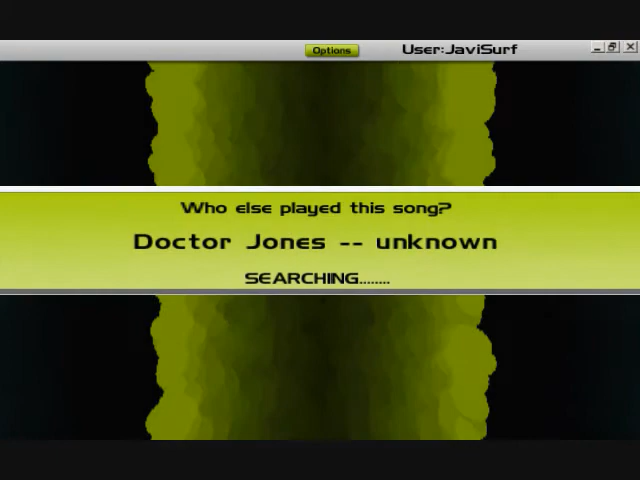 Options User:JaviSurf
Who else played this song?
Doctor Jones -- unknown
SEARCHING........